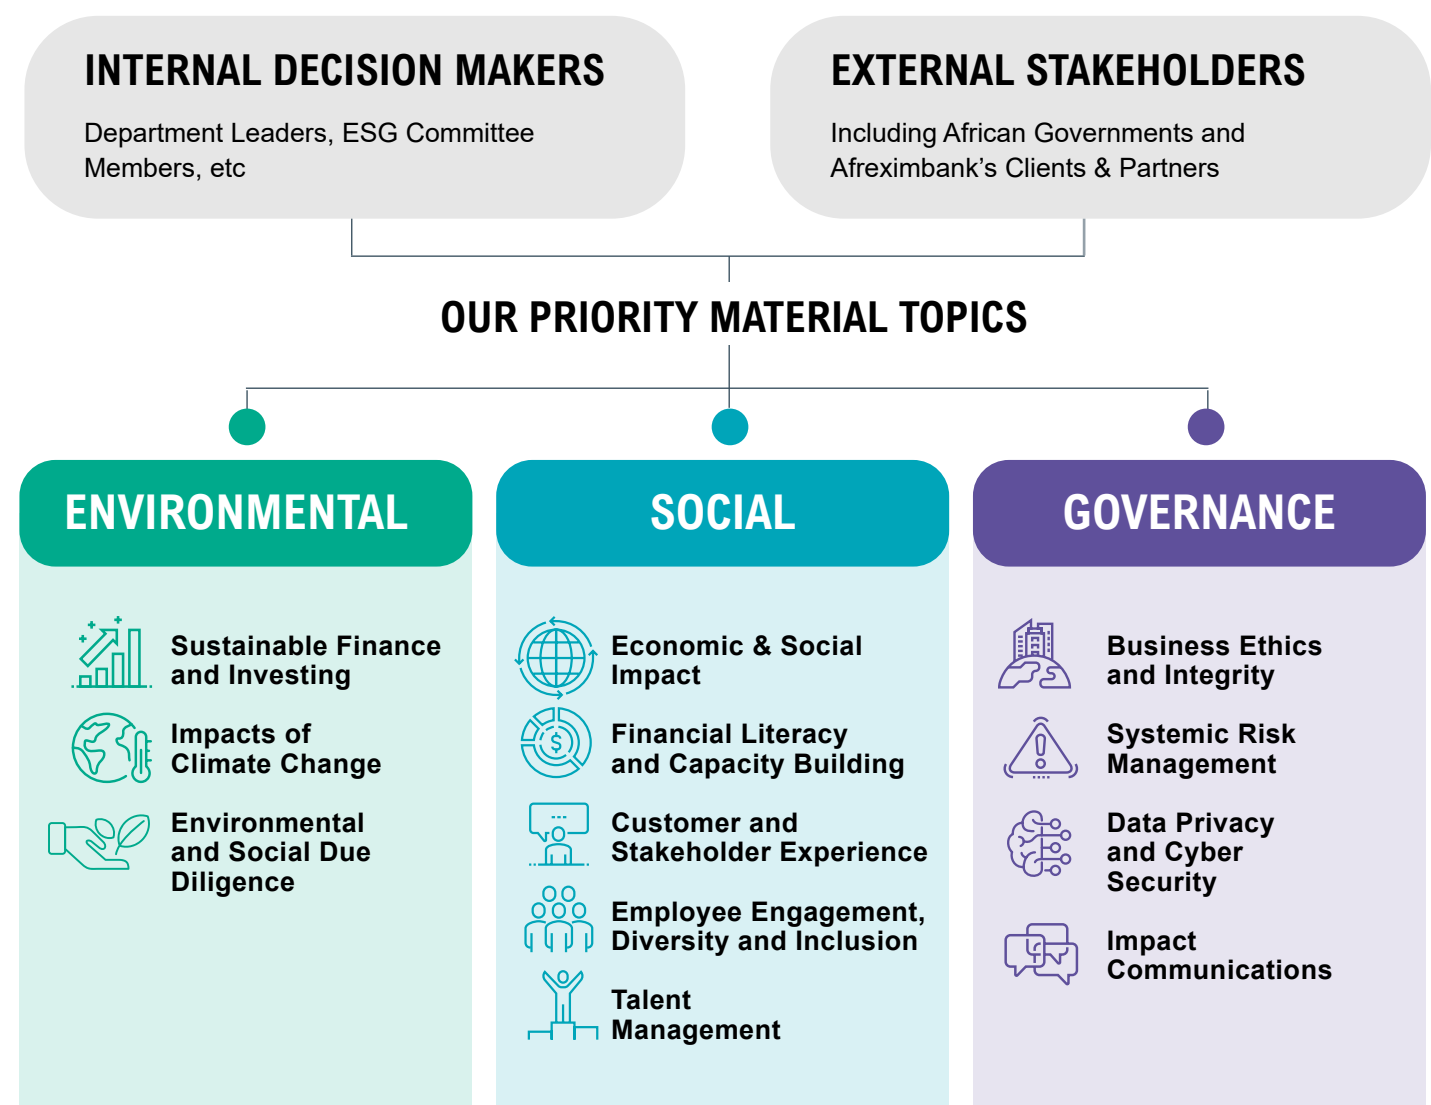 INTERNAL DECISION MAKERS
Department Leaders, ESG Committee
Members, etc
EXTERNAL STAKEHOLDERS
Including African Governments and
Afreximbank’s Clients & Partners
OUR PRIORITY MATERIAL TOPICS
ENVIRONMENTAL
Sustainable Finance
and Investing
Impacts of
Climate Change
Environmental
and Social Due
Diligence
SOCIAL
Economic & Social
Impact
$
Financial Literacy
and Capacity Building
Customer and
Stakeholder Experience
Employee Engagement,
Diversity and Inclusion
Talent
Management
GOVERNANCE
Business Ethics
and Integrity
Systemic Risk
Management
Data Privacy
and Cyber
Security
Impact
Communications